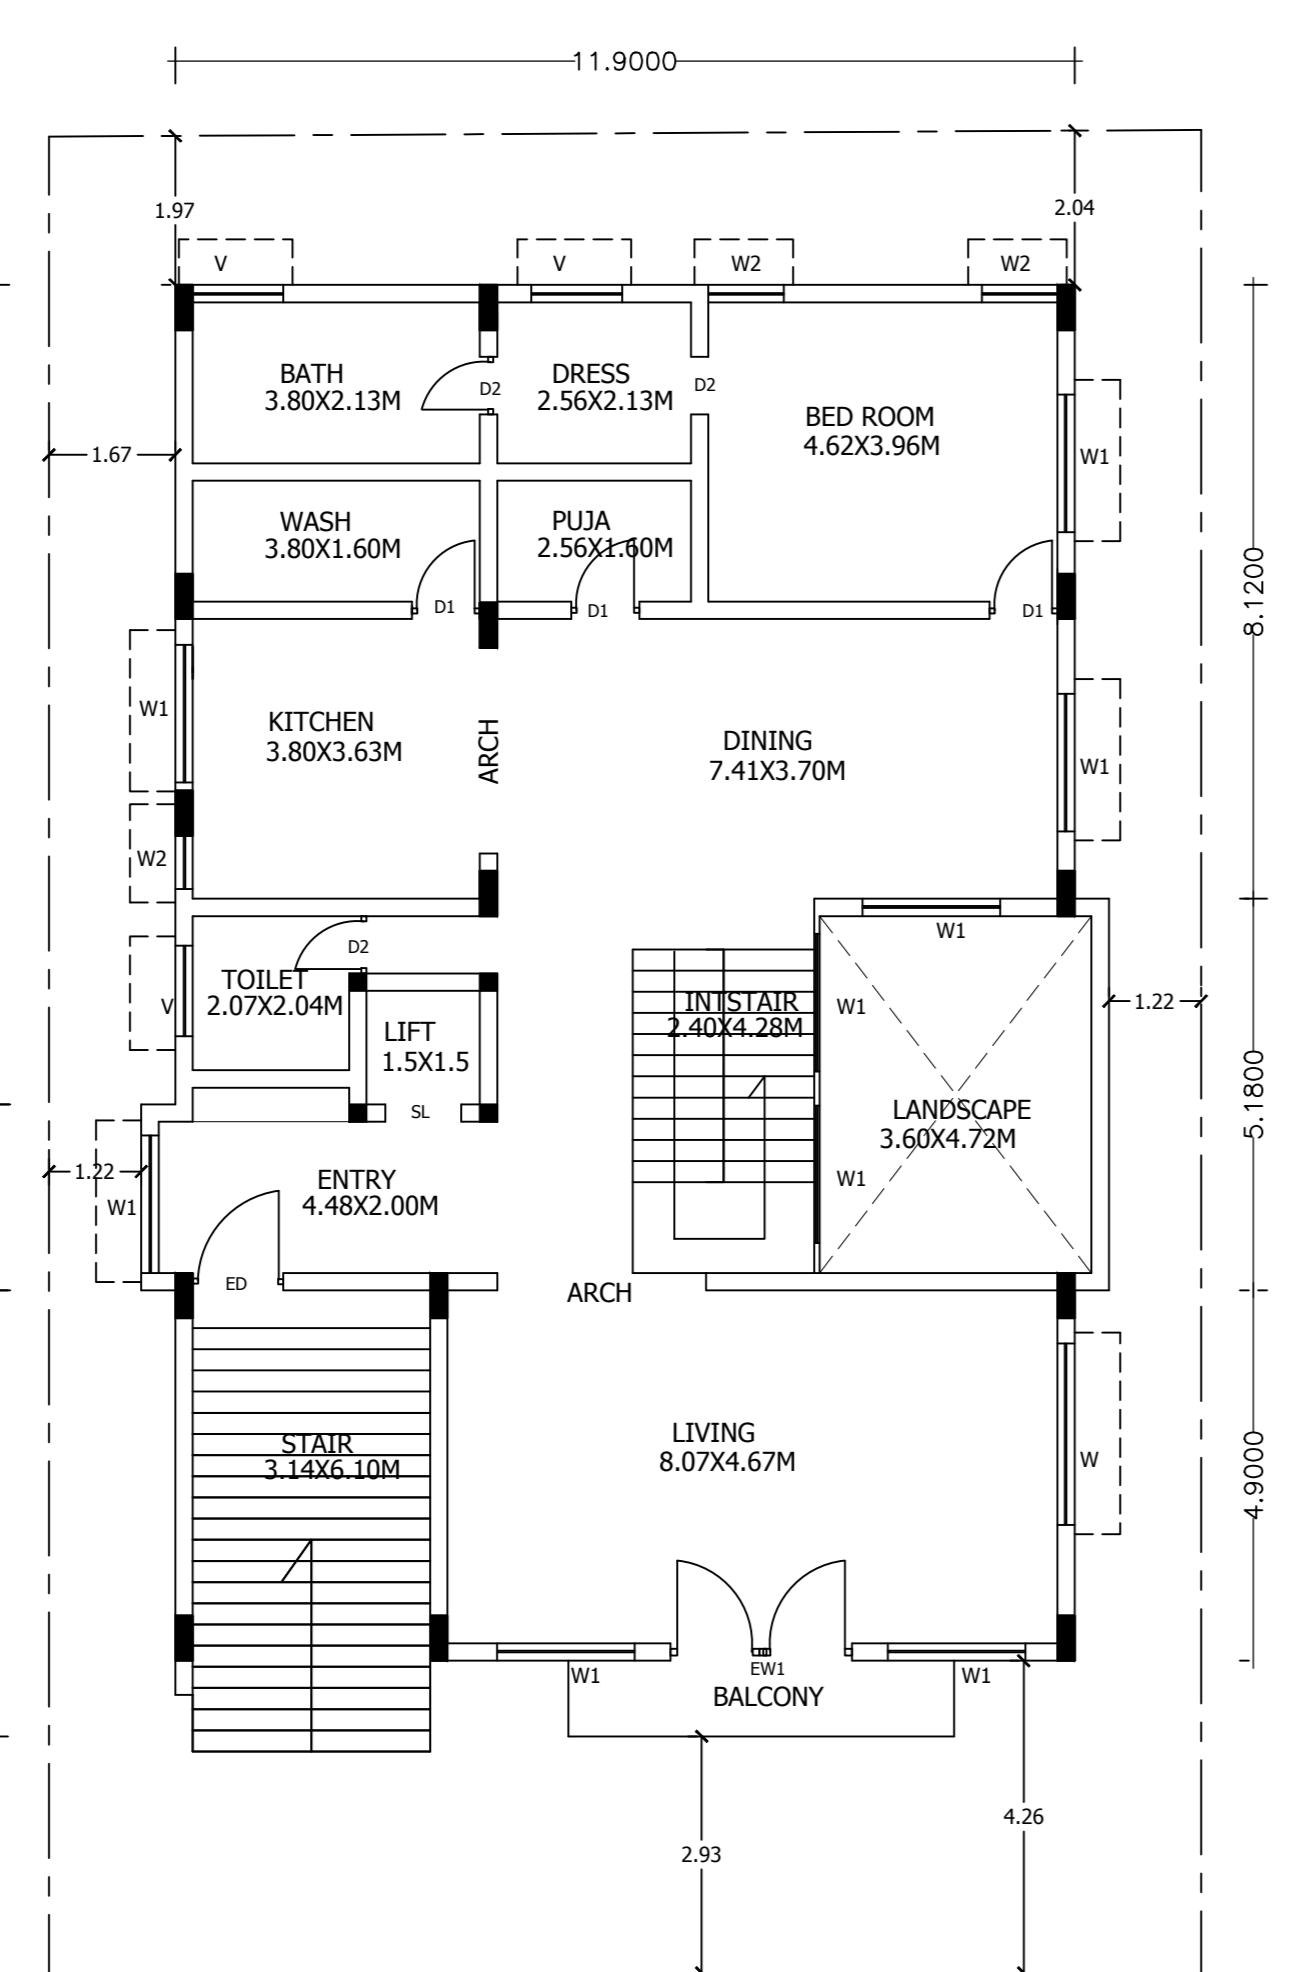 11.9000
1.97
2.04
V
V
W2
W2
BATH
3.80X2.13M
D2
DRESS
2.56X2.13M
D2
BED ROOM
4.62X3.96M
1.67
W1
WASH
3.80X1.60M
PUJA
2.56X1.60M
8.1200
D1
D1
D1
W1
KITCHEN
3.80X3.63M
ARCH
DINING
7.41X3.70M
W1
W2
W1
D2
V
TOILET
2.07X2.04M
INTSTAIR
2.40X4.28M
W1
1.22
LIFT
1.5X1.5
SL
LANDSCAPE
3.60X4.72M
5.1800
1.22
W1
ENTRY
4.48X2.00M
W1
ED
ARCH
STAIR
3.14X6.10M
LIVING
8.07X4.67M
W
4.9000
W1
EW1
W1
BALCONY
4.26
2.93